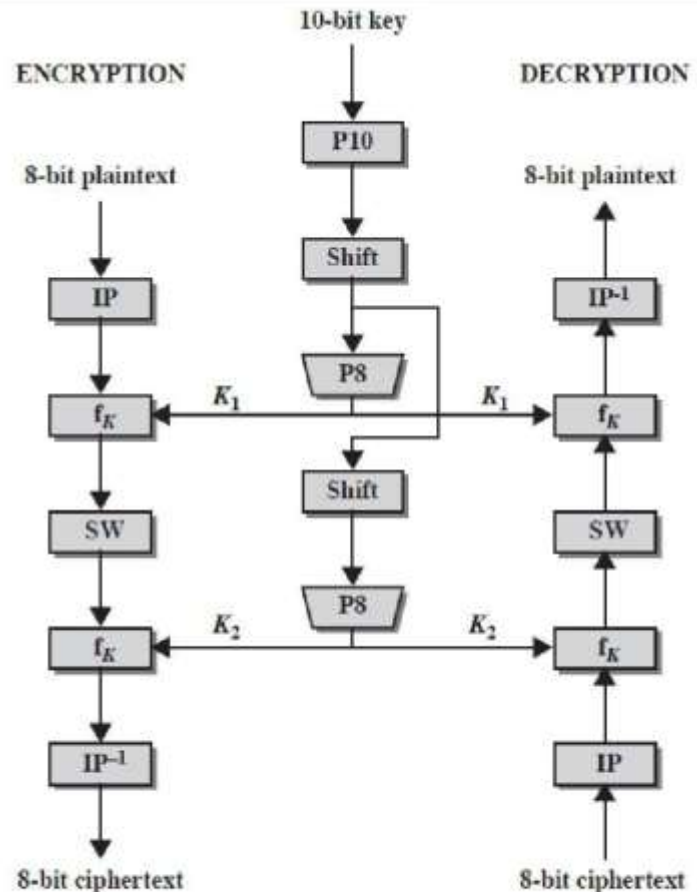 10-bit key
ENCRYPTION
DECRYPTION
P10
8-bit plaintext
8-bit plaintext
Shift
IP
IP-1
P8
fK
K1
K1
fK
Shift
SW
SW
P8
fK
K2
K2
fK
IP–1
IP
8-bit ciphertext
8-bit ciphertext